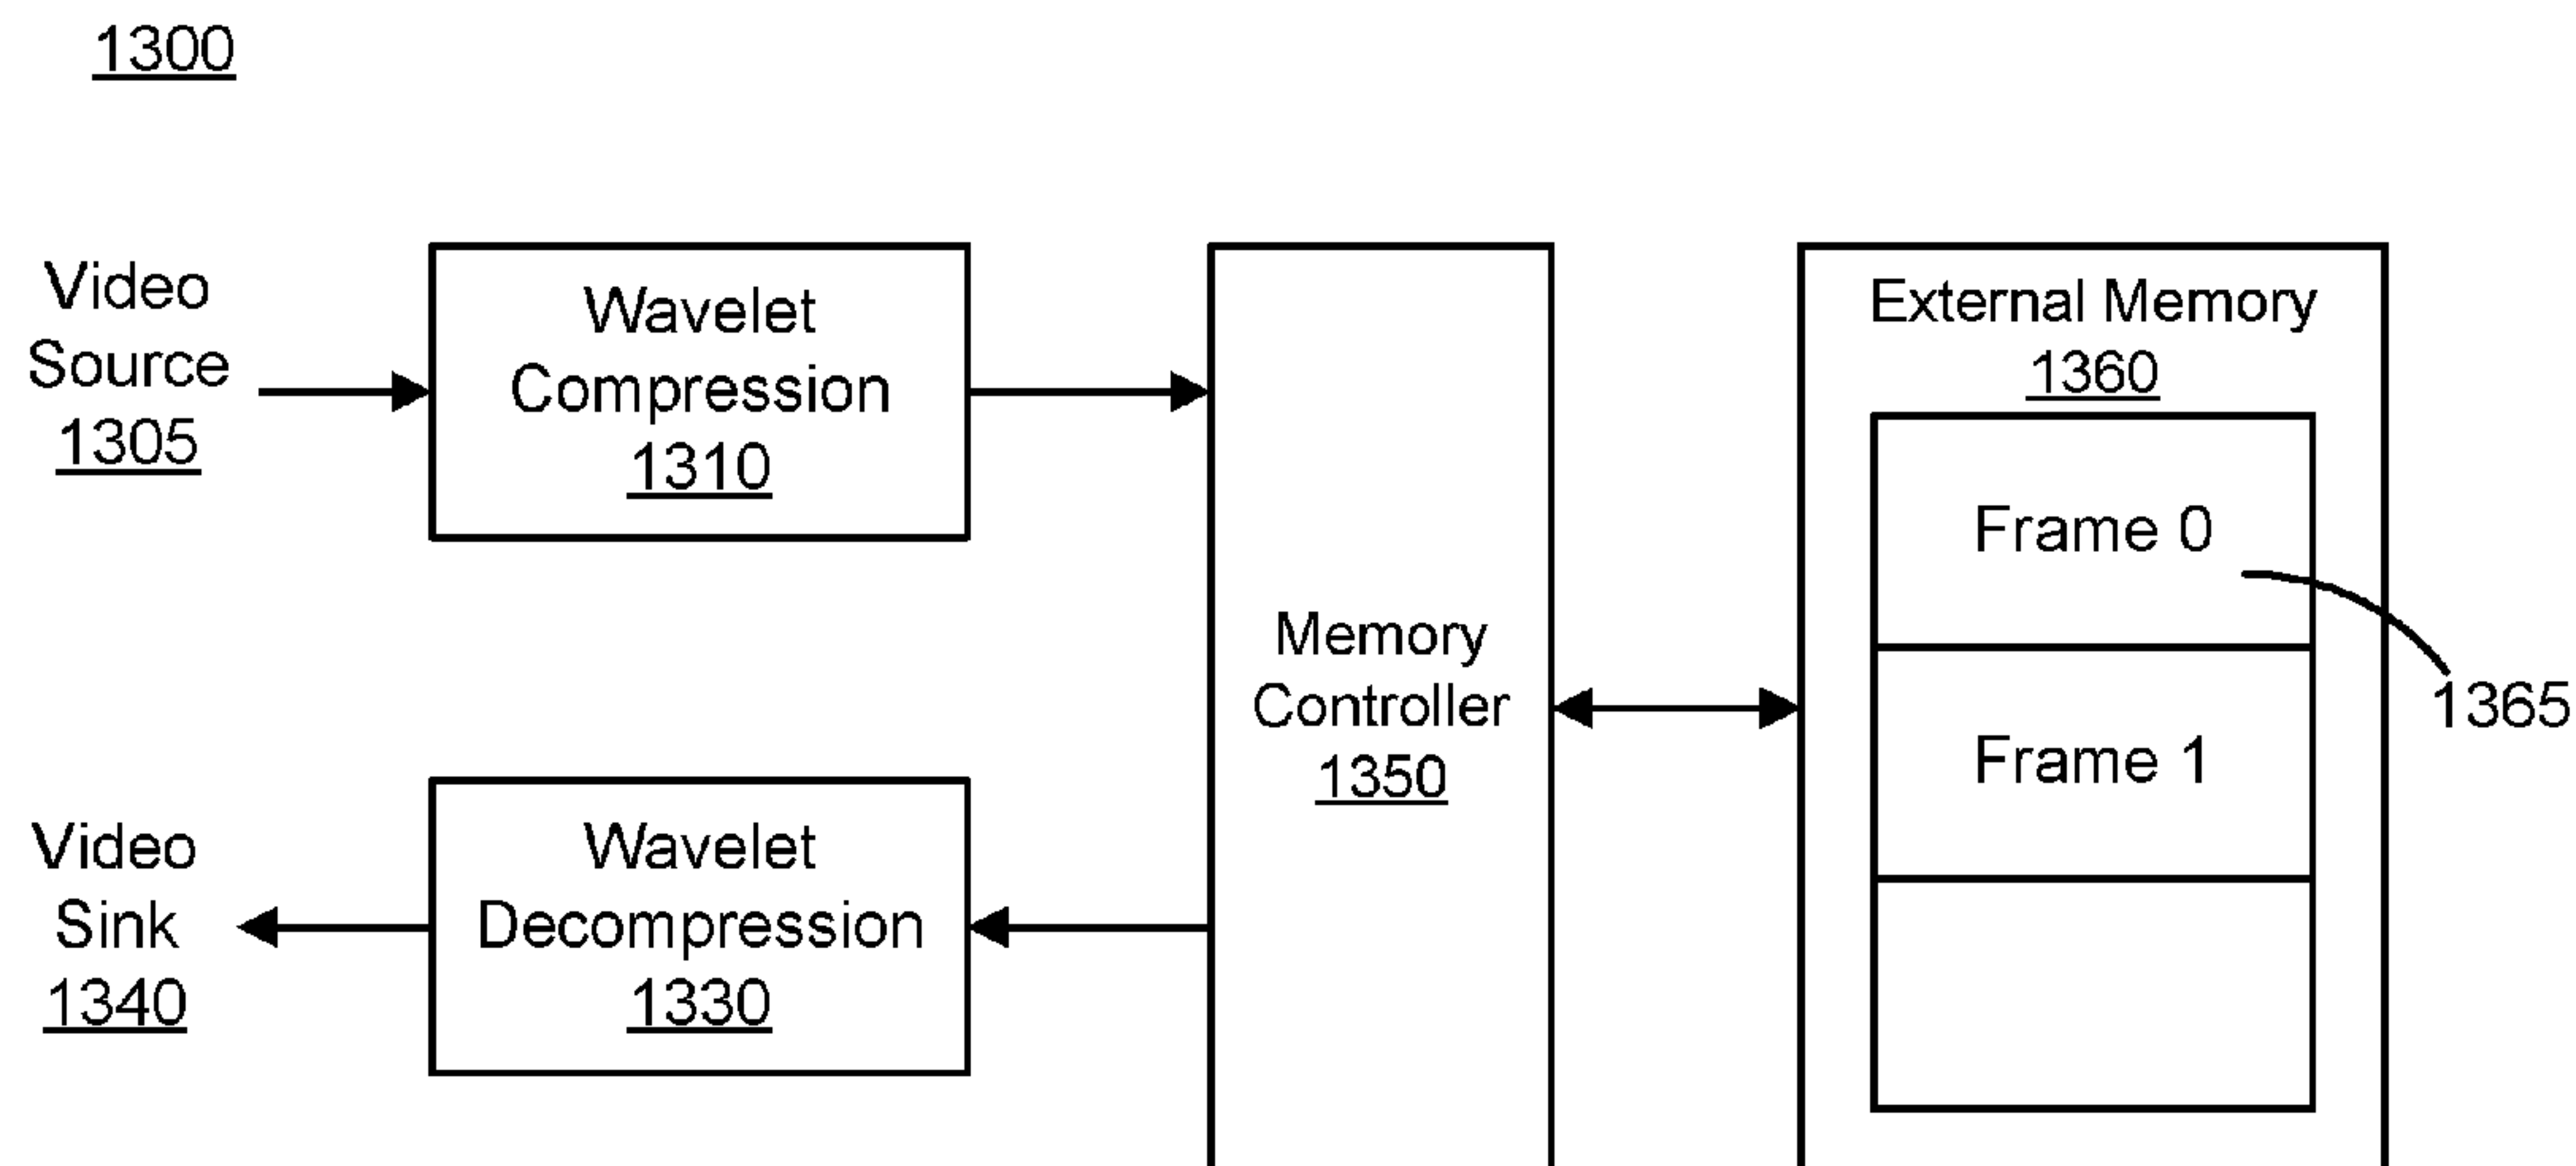 1300
Video
Source
1305
Wavelet
Compression
1310
Video
Sink
1340
Wavelet
Decompression
1330
Memory
Controller
1350
External Memory
1360
Frame 0
Frame 1
1365